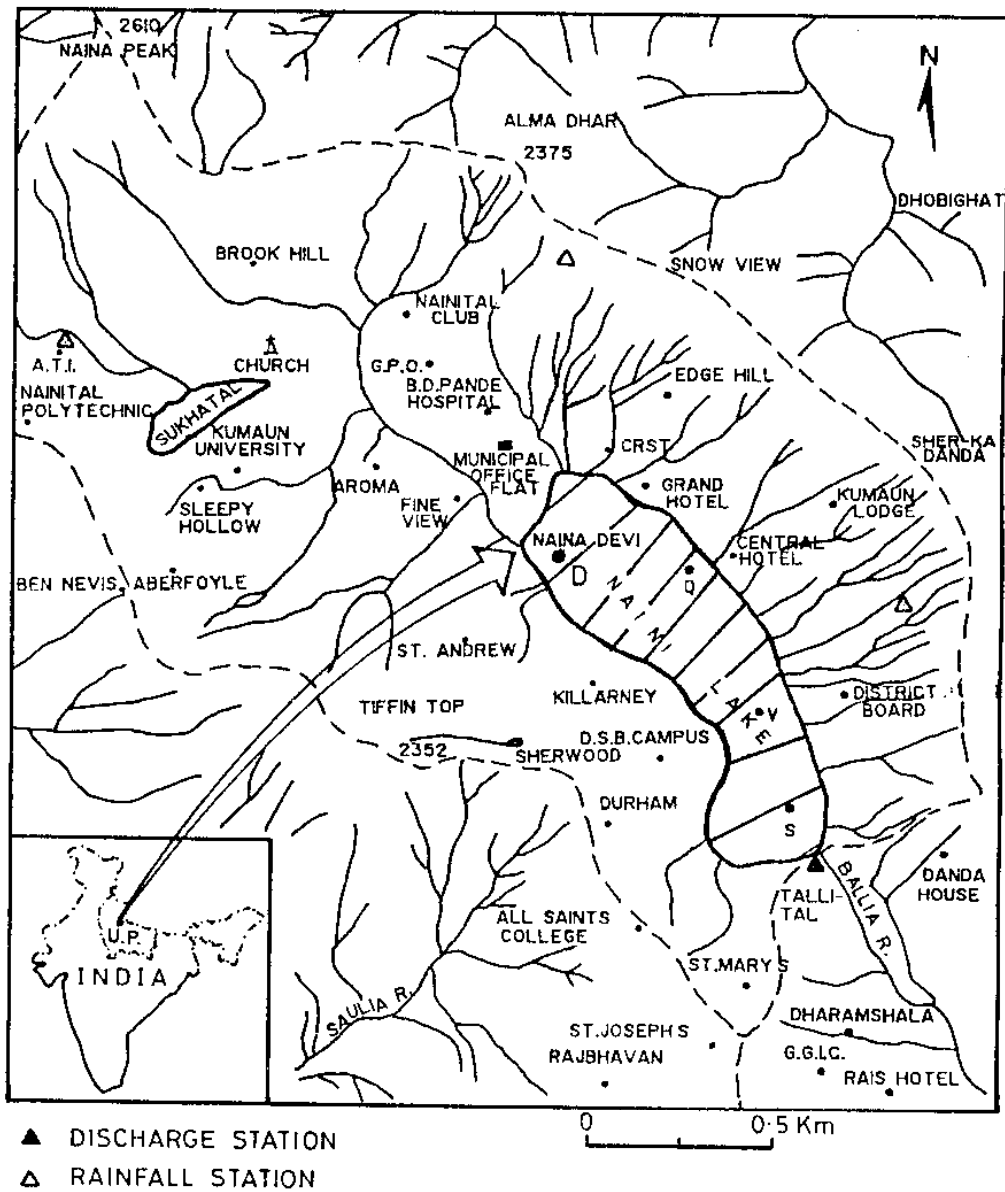 2610
NAINA PEAK
N
ALMA DHAR
2375
DHOBIGHAT
BROOK HILL
SNOW VIEW
NAINITAL
CLUB
A.T.I.
CHURCH
G.P.O.
B.D.PANDE
HOSPITAL
EDGE HILL
NAINITAL
POLYTECHNIC
SUKHATAL
KUMAUN
UNIVERSITY
MUNICIPAL
OFFICE
FLAT
CRST
SHER-KA
DANDA
AROMA
GRAND
HOTEL
SLEEPY
HOLLOW
FINE
VIEW
KUMAUN
LODGE
NAINA DEVI
CENTRAL
HOTEL
D
Q
BEN NEVIS
ABERFOYLE
NAINI LAKE
ST. ANDREW
KILLARNEY
DISTRICT
BOARD
TIFFIN TOP
V
2352
SHERWOOD
D.S.B.CAMPUS
DURHAM
S
DANDA
HOUSE
TALLI-
TAL
BALLIA R.
U.P.
INDIA
ALL SAINTS
COLLEGE
ST.MARY S
SAULIA R.
ST.JOSEPH S
RAJBHAVAN
DHARAMSHALA
G.G.I.C.
RAIS HOTEL
0 0·5 Km
DISCHARGE STATION
RAINFALL STATION